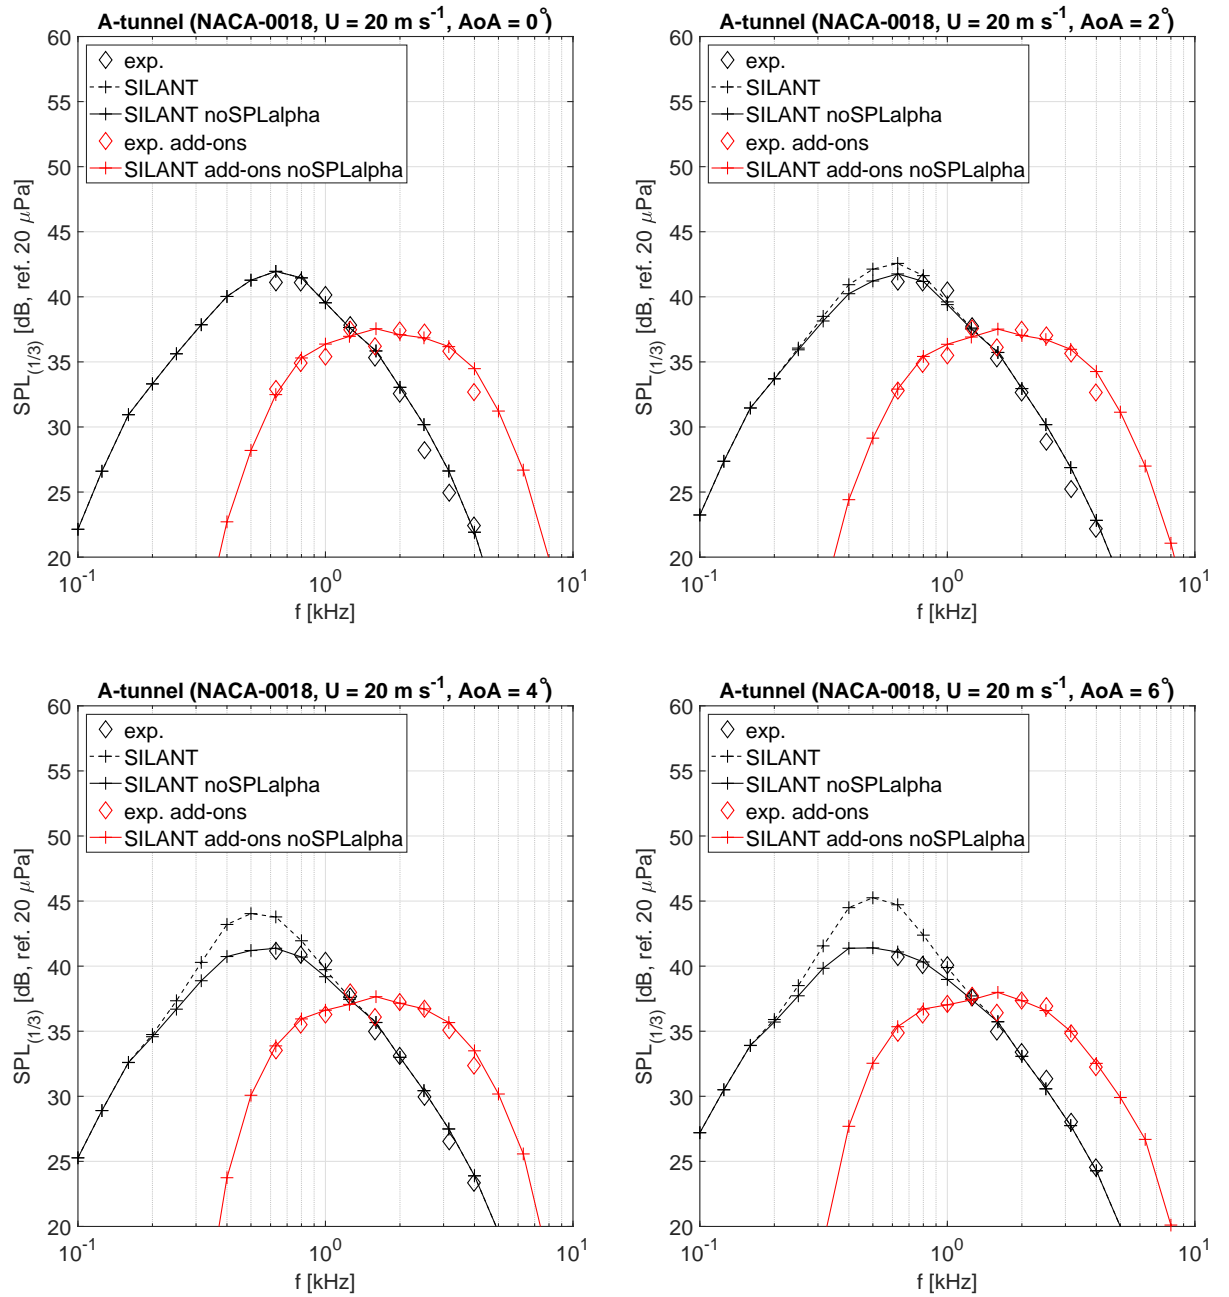 A-tunnel (NACA-0018, U = 20 m s⁻¹, AoA = 0°)
60
55
50
45
40
35
30
25
20
SPL(1/3) [dB, ref. 20 μPa]
exp.
SILANT
SILANT noSPLalpha
exp. add-ons
SILANT add-ons noSPLalpha
10⁻¹ 10⁰ 10¹
f [kHz]
A-tunnel (NACA-0018, U = 20 m s⁻¹, AoA = 2°)
60
55
50
45
40
35
30
25
20
SPL(1/3) [dB, ref. 20 μPa]
exp.
SILANT
SILANT noSPLalpha
exp. add-ons
SILANT add-ons noSPLalpha
10⁻¹ 10⁰ 10¹
f [kHz]
A-tunnel (NACA-0018, U = 20 m s⁻¹, AoA = 4°)
60
55
50
45
40
35
30
25
20
SPL(1/3) [dB, ref. 20 μPa]
exp.
SILANT
SILANT noSPLalpha
exp. add-ons
SILANT add-ons noSPLalpha
10⁻¹ 10⁰ 10¹
f [kHz]
A-tunnel (NACA-0018, U = 20 m s⁻¹, AoA = 6°)
60
55
50
45
40
35
30
25
20
SPL(1/3) [dB, ref. 20 μPa]
exp.
SILANT
SILANT noSPLalpha
exp. add-ons
SILANT add-ons noSPLalpha
10⁻¹ 10⁰ 10¹
f [kHz]